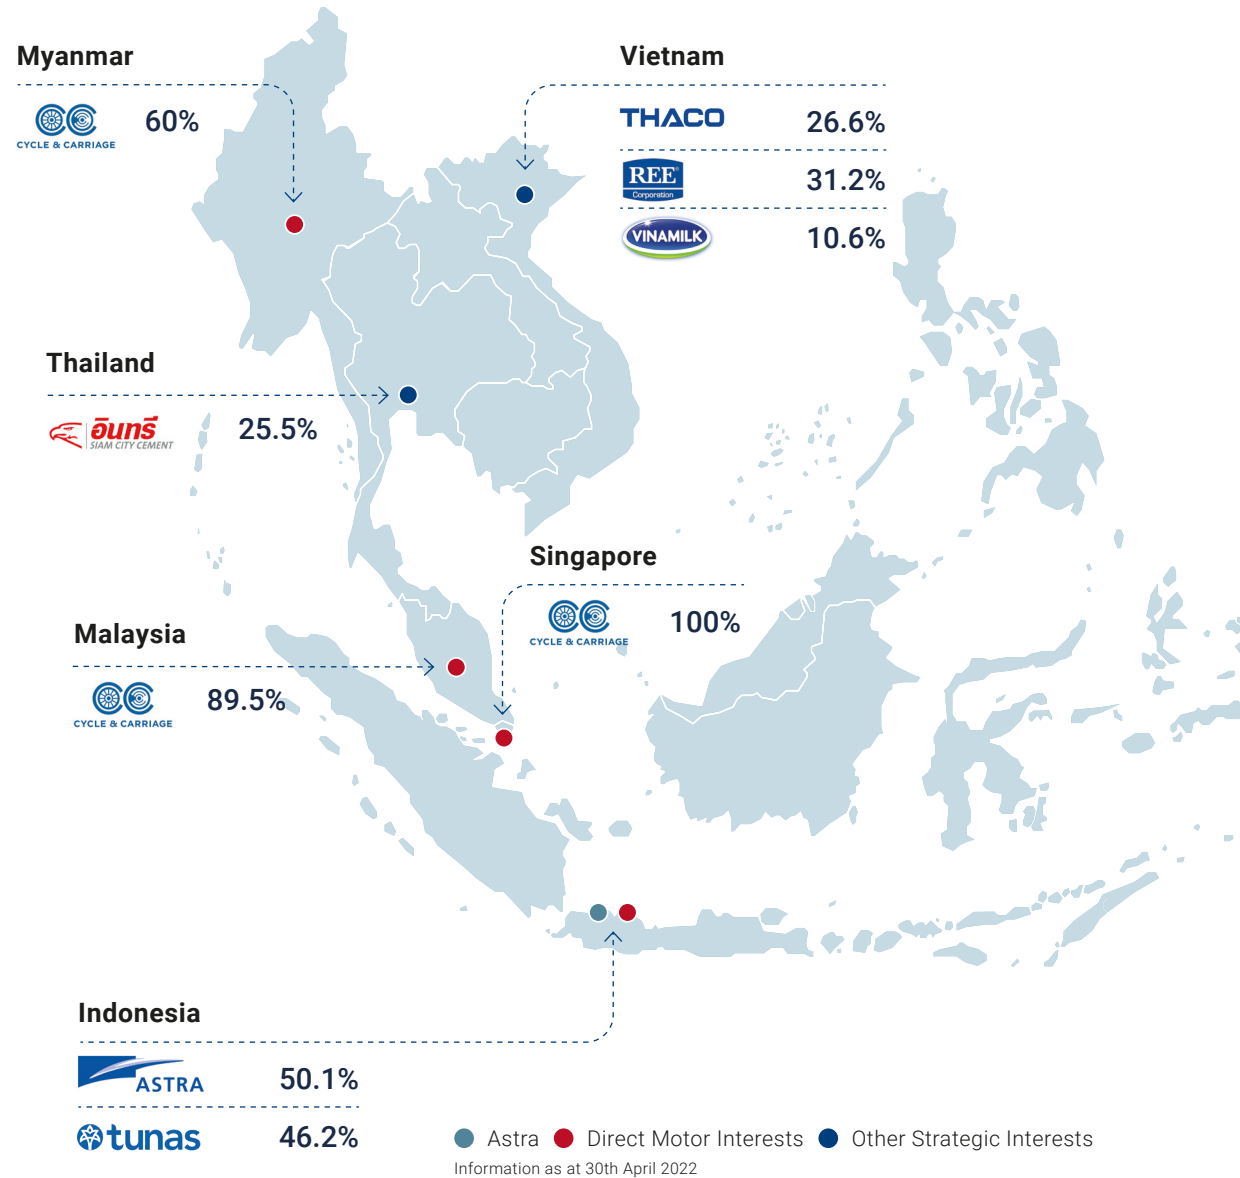 Myanmar
CYCLE & CARRIAGE
60%
Vietnam
THACO
26.6%
REE
Corporation
31.2%
VINAMILK
10.6%
Thailand
อินทรี
SIAM CITY CEMENT
25.5%
Singapore
CYCLE & CARRIAGE
100%
Malaysia
CYCLE & CARRIAGE
89.5%
Indonesia
ASTRA
50.1%
tunas
46.2%
Astra
Direct Motor Interests
Other Strategic Interests
Information as at 30th April 2022